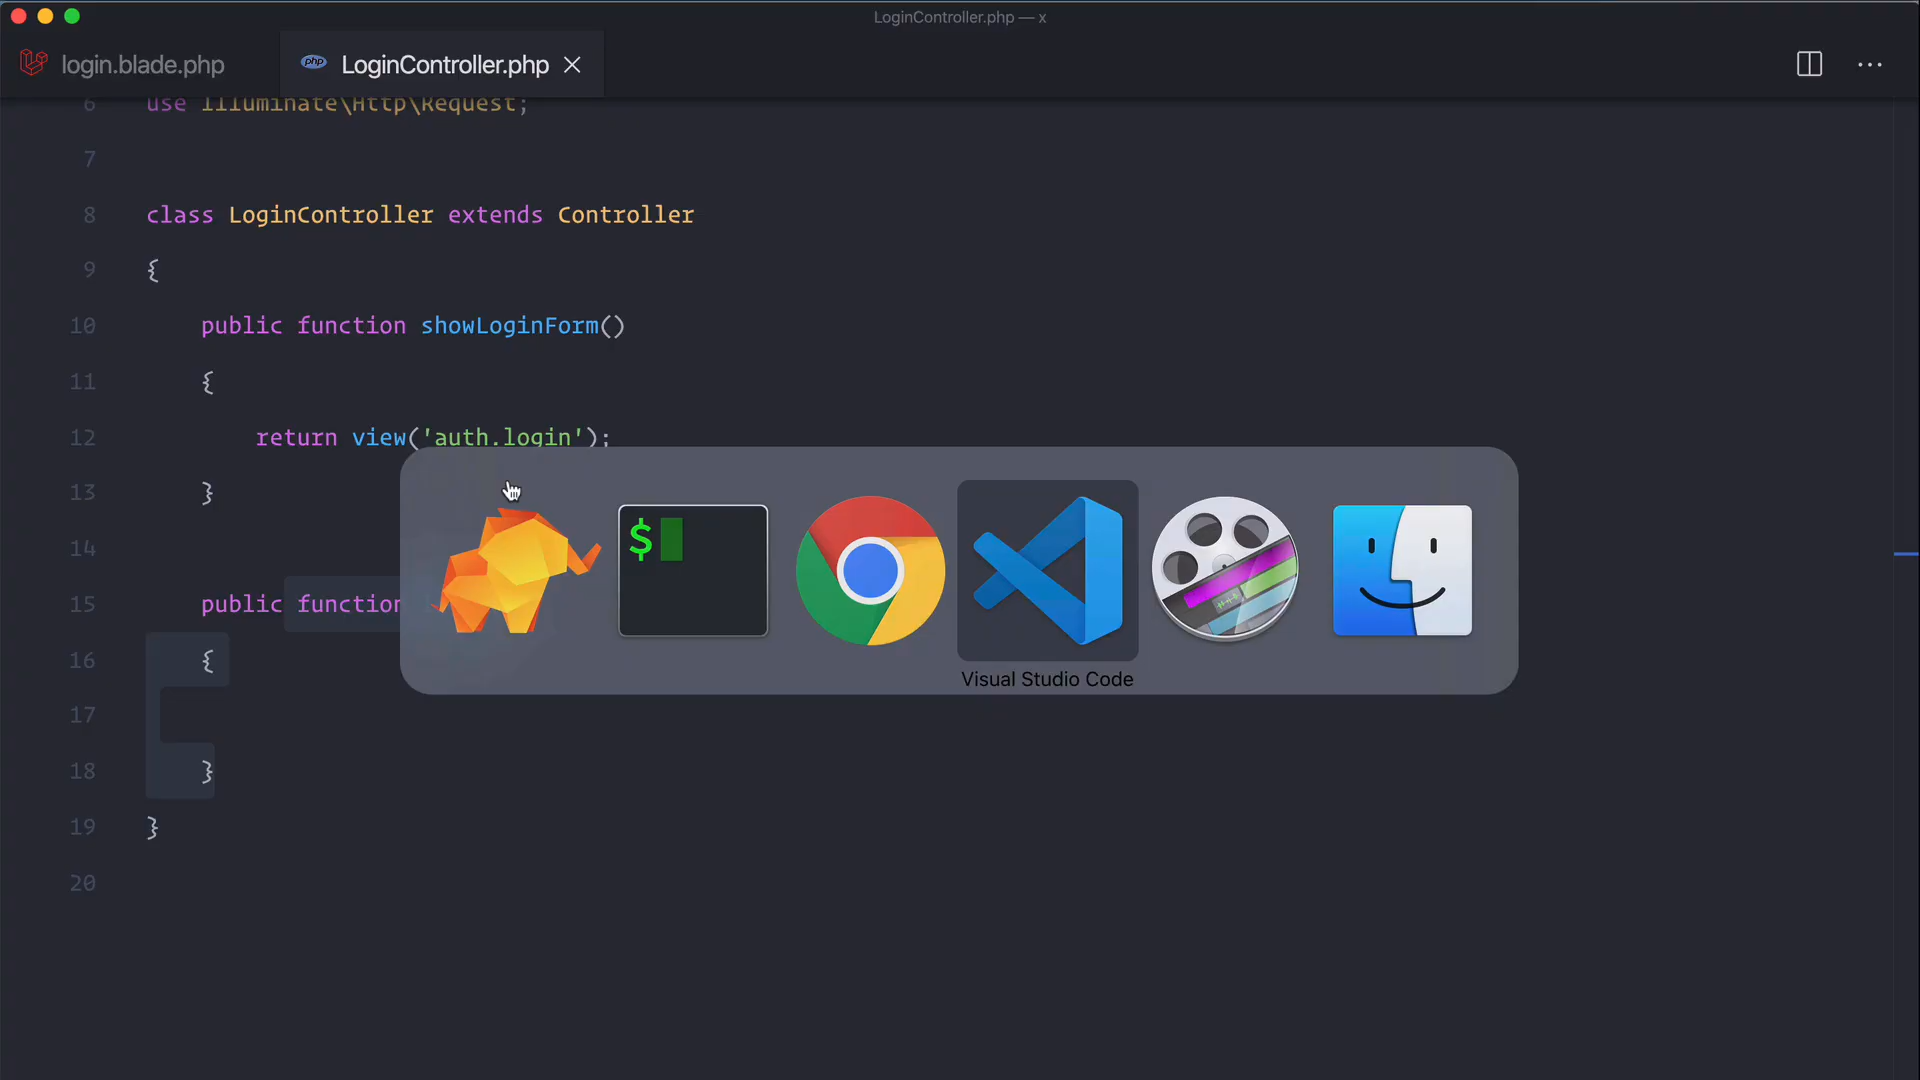 LoginController.php — x
login.blade.php
php LoginController.php
6 use Illuminate\Http\Request;
7
8 class LoginController extends Controller
9 {
10 public function showLoginForm()
11 {
12 return view('auth.login');
13 }
14
15 public function
16 {
17
18 }
19 }
20
$
Visual Studio Code